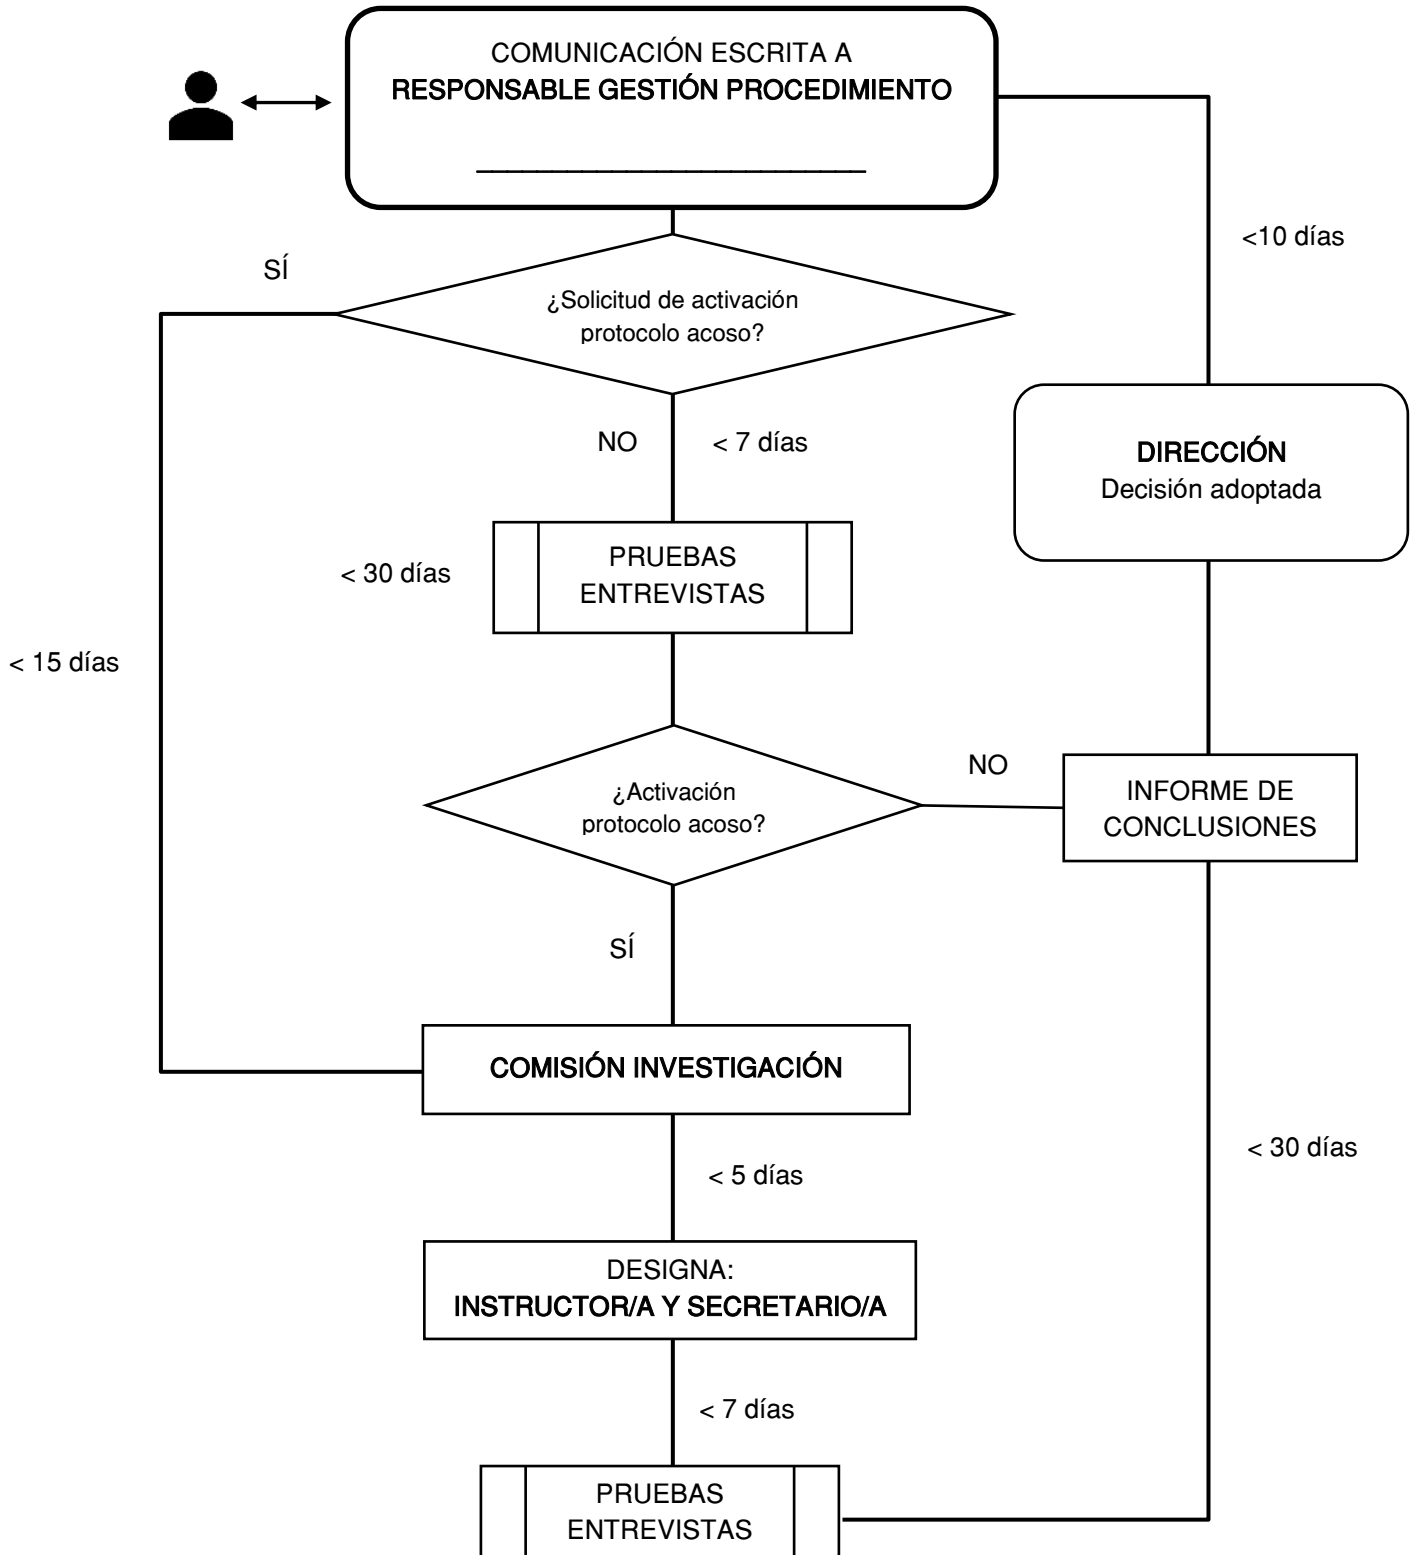 COMUNICACIÓN ESCRITA A
RESPONSABLE GESTIÓN PROCEDIMIENTO
<10 días
SÍ
¿Solicitud de activación
protocolo acoso?
NO
< 7 días
DIRECCIÓN
Decisión adoptada
< 30 días
PRUEBAS
ENTREVISTAS
< 15 días
NO
¿Activación
protocolo acoso?
INFORME DE
CONCLUSIONES
SÍ
COMISIÓN INVESTIGACIÓN
< 30 días
< 5 días
DESIGNA:
INSTRUCTOR/A Y SECRETARIO/A
< 7 días
PRUEBAS
ENTREVISTAS